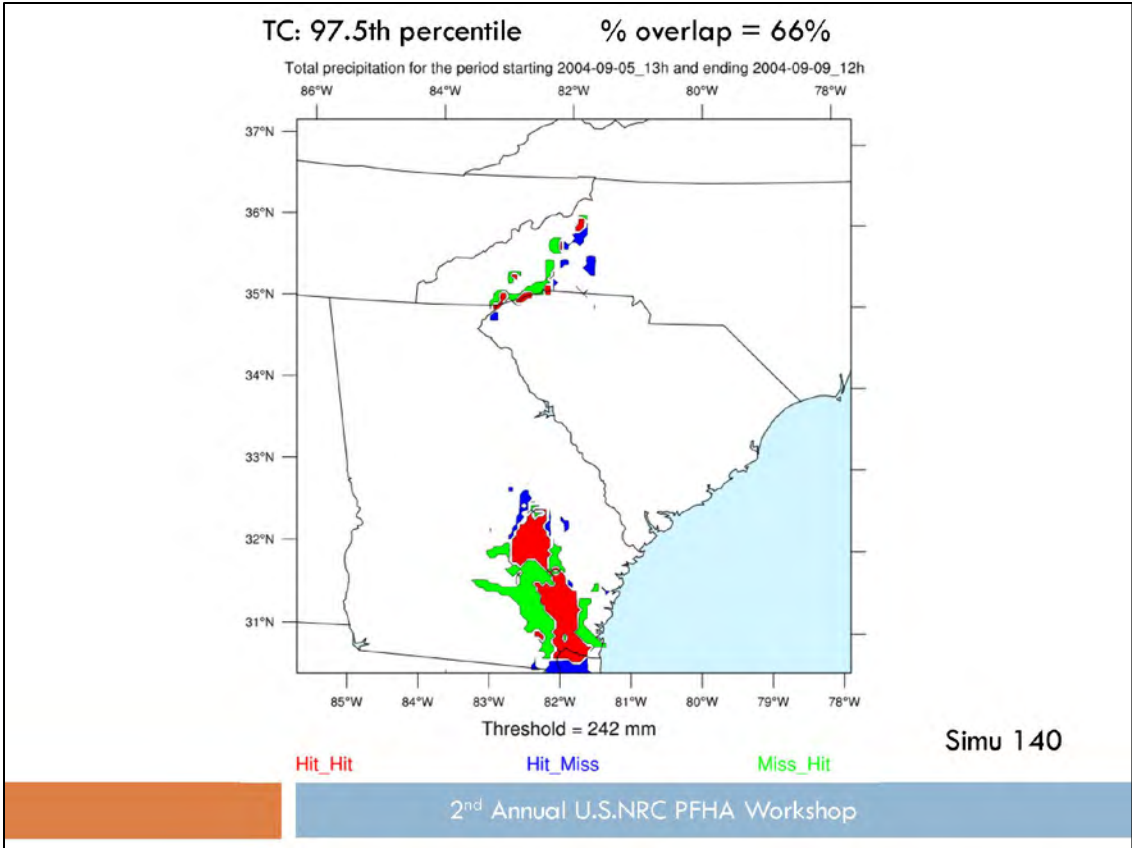 TC: 97.5th percentile % overlap = 66%
Total precipitation for the period starting 2004-09-05_13h and ending 2004-09-09_12h
86°W 84°W 82°W 80°W 78°W
37°N
36°N
35°N
34°N
33°N
32°N
31°N
85°W 84°W 83°W 82°W 81°W 80°W 79°W 78°W
Threshold = 242 mm
Simu 140
Hit_Hit Hit_Miss Miss_Hit
2nd Annual U.S.NRC PFHA Workshop